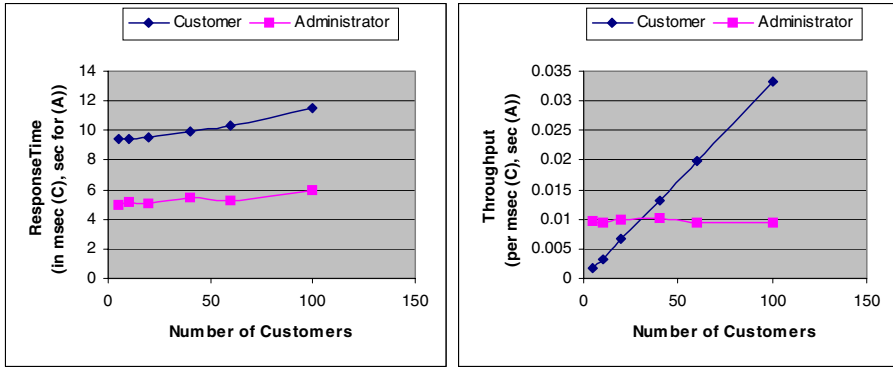 Customer Administrator
14
12
10
8
6
4
2
0
0 50 100 150
ResponseTime
(in msec (C), sec for (A))
Number of Customers
Customer Administrator
0.035
0.03
0.025
0.02
0.015
0.01
0.005
0
0 50 100 150
Throughput
(per msec (C), sec (A))
Number of Customers